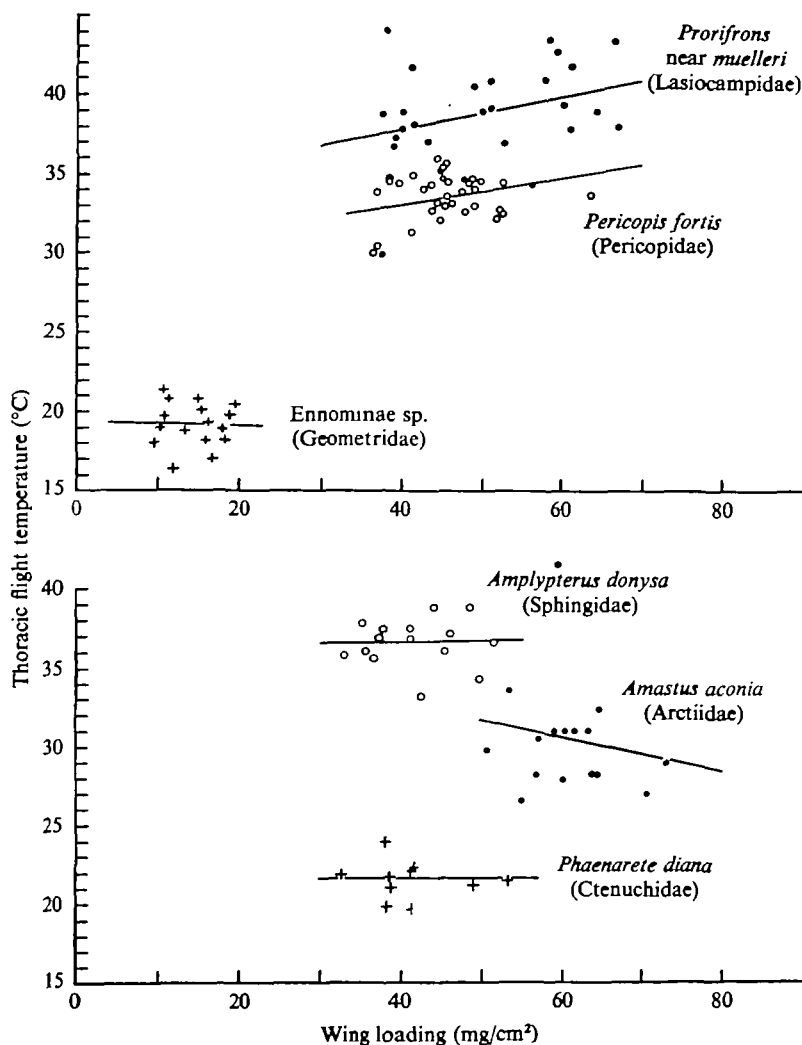 Thoracic flight temperature (°C)
40
35
30
25
20
15
0
20
40
60
80
Prorifrons
near muelleri
(Lasiocampidae)
Pericopis fortis
(Pericopidae)
Ennominae sp.
(Geometridae)
40
35
30
25
20
15
0
20
40
60
80
Amplypterus donysa
(Sphingidae)
Amastus aconia
(Arctiidae)
Phaenarete diana
(Ctenuchidae)
Wing loading (mg/cm²)